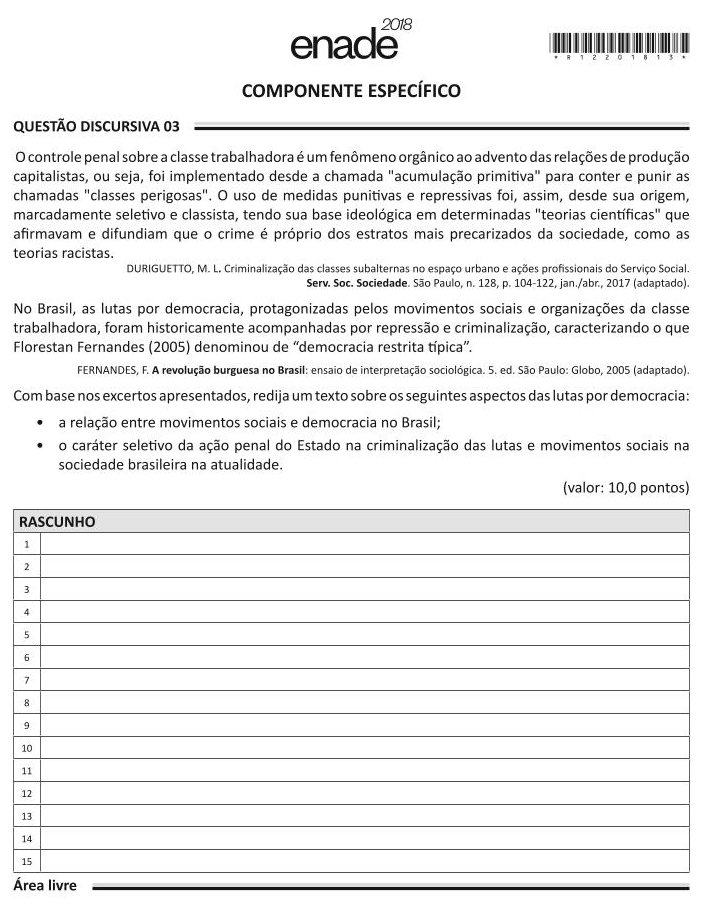 enade 2018
*R12201813*
COMPONENTE ESPECÍFICO
QUESTÃO DISCURSIVA 03
O controle penal sobre a classe trabalhadora é um fenômeno orgânico ao advento das relações de produção
capitalistas, ou seja, foi implementado desde a chamada "acumulação primitiva" para conter e punir as
chamadas "classes perigosas". O uso de medidas punitivas e repressivas foi, assim, desde sua origem,
marcadamente seletivo e classista, tendo sua base ideológica em determinadas "teorias científicas" que
afirmavam e difundiam que o crime é próprio dos estratos mais precarizados da sociedade, como as
teorias racistas.
DURIGUETTO, M. L. Criminalização das classes subalternas no espaço urbano e ações profissionais do Serviço Social.
Serv. Soc. Sociedade. São Paulo, n. 128, p. 104-122, jan./abr., 2017 (adaptado).
No Brasil, as lutas por democracia, protagonizadas pelos movimentos sociais e organizações da classe
trabalhadora, foram historicamente acompanhadas por repressão e criminalização, caracterizando o que
Florestan Fernandes (2005) denominou de “democracia restrita típica”.
FERNANDES, F. A revolução burguesa no Brasil: ensaio de interpretação sociológica. 5. ed. São Paulo: Globo, 2005 (adaptado).
Com base nos excertos apresentados, redija um texto sobre os seguintes aspectos das lutas por democracia:
• a relação entre movimentos sociais e democracia no Brasil;
• o caráter seletivo da ação penal do Estado na criminalização das lutas e movimentos sociais na
sociedade brasileira na atualidade.
(valor: 10,0 pontos)
RASCUNHO
1
2
3
4
5
6
7
8
9
10
11
12
13
14
15
Área livre